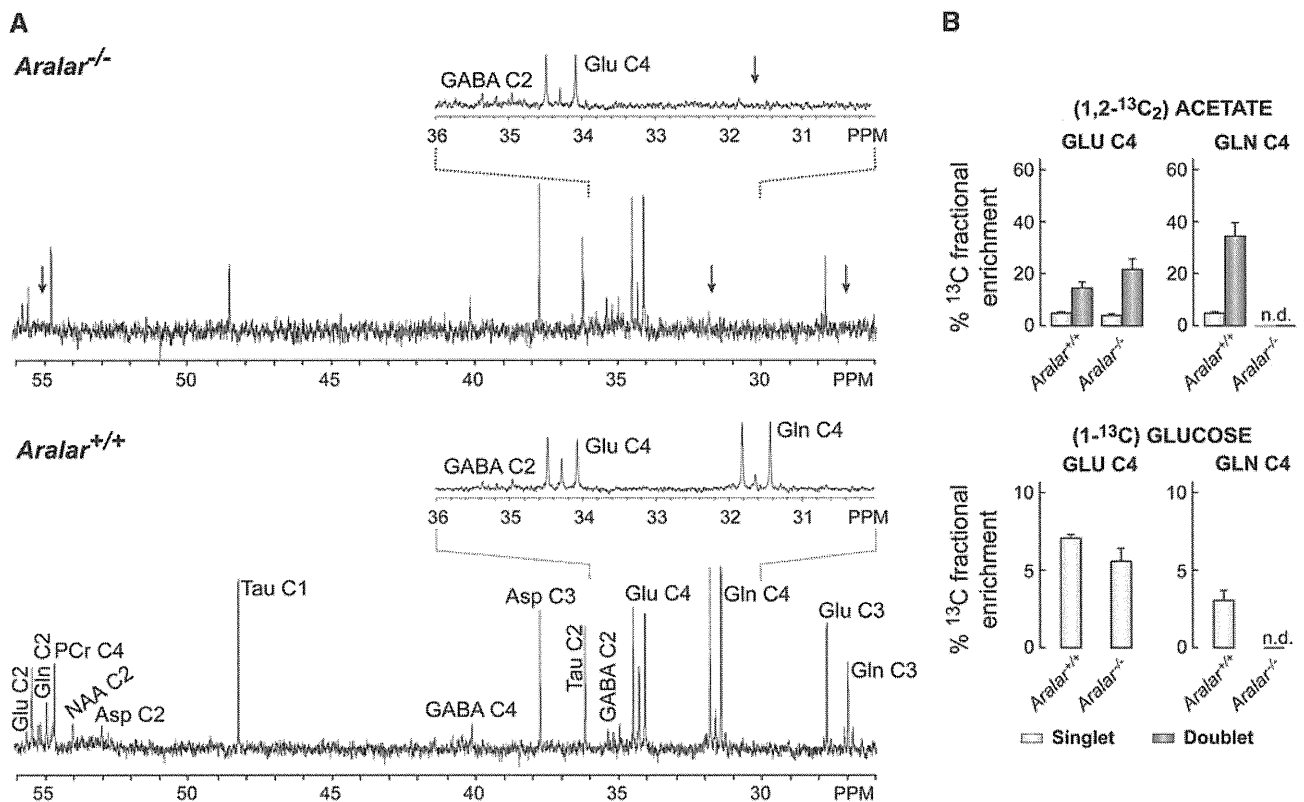 A
Aralar-/-
GABA C2
Glu C4
36 35 34 33 32 31 PPM
55 50 45 40 35 30 PPM
Aralar+/+
GABA C2
Glu C4
Gln C4
36 35 34 33 32 31 PPM
Glu C2
Gln C2
PCr C4
NAA C2
Asp C2
Tau C1
GABA C4
Asp C3
Tau C2
GABA C2
Glu C4
Gln C4
Glu C3
Gln C3
55 50 45 40 35 30 PPM
B
(1,2-13C2) ACETATE
GLU C4
GLN C4
% 13C fractional
enrichment
60
40
20
0
60
40
20
0
n.d.
Aralar+/+
Aralar-/-
Aralar+/+
Aralar-/-
(1-13C) GLUCOSE
GLU C4
GLN C4
% 13C fractional
enrichment
10
5
0
10
5
0
n.d.
Aralar+/+
Aralar-/-
Aralar+/+
Aralar-/-
Singlet
Doublet